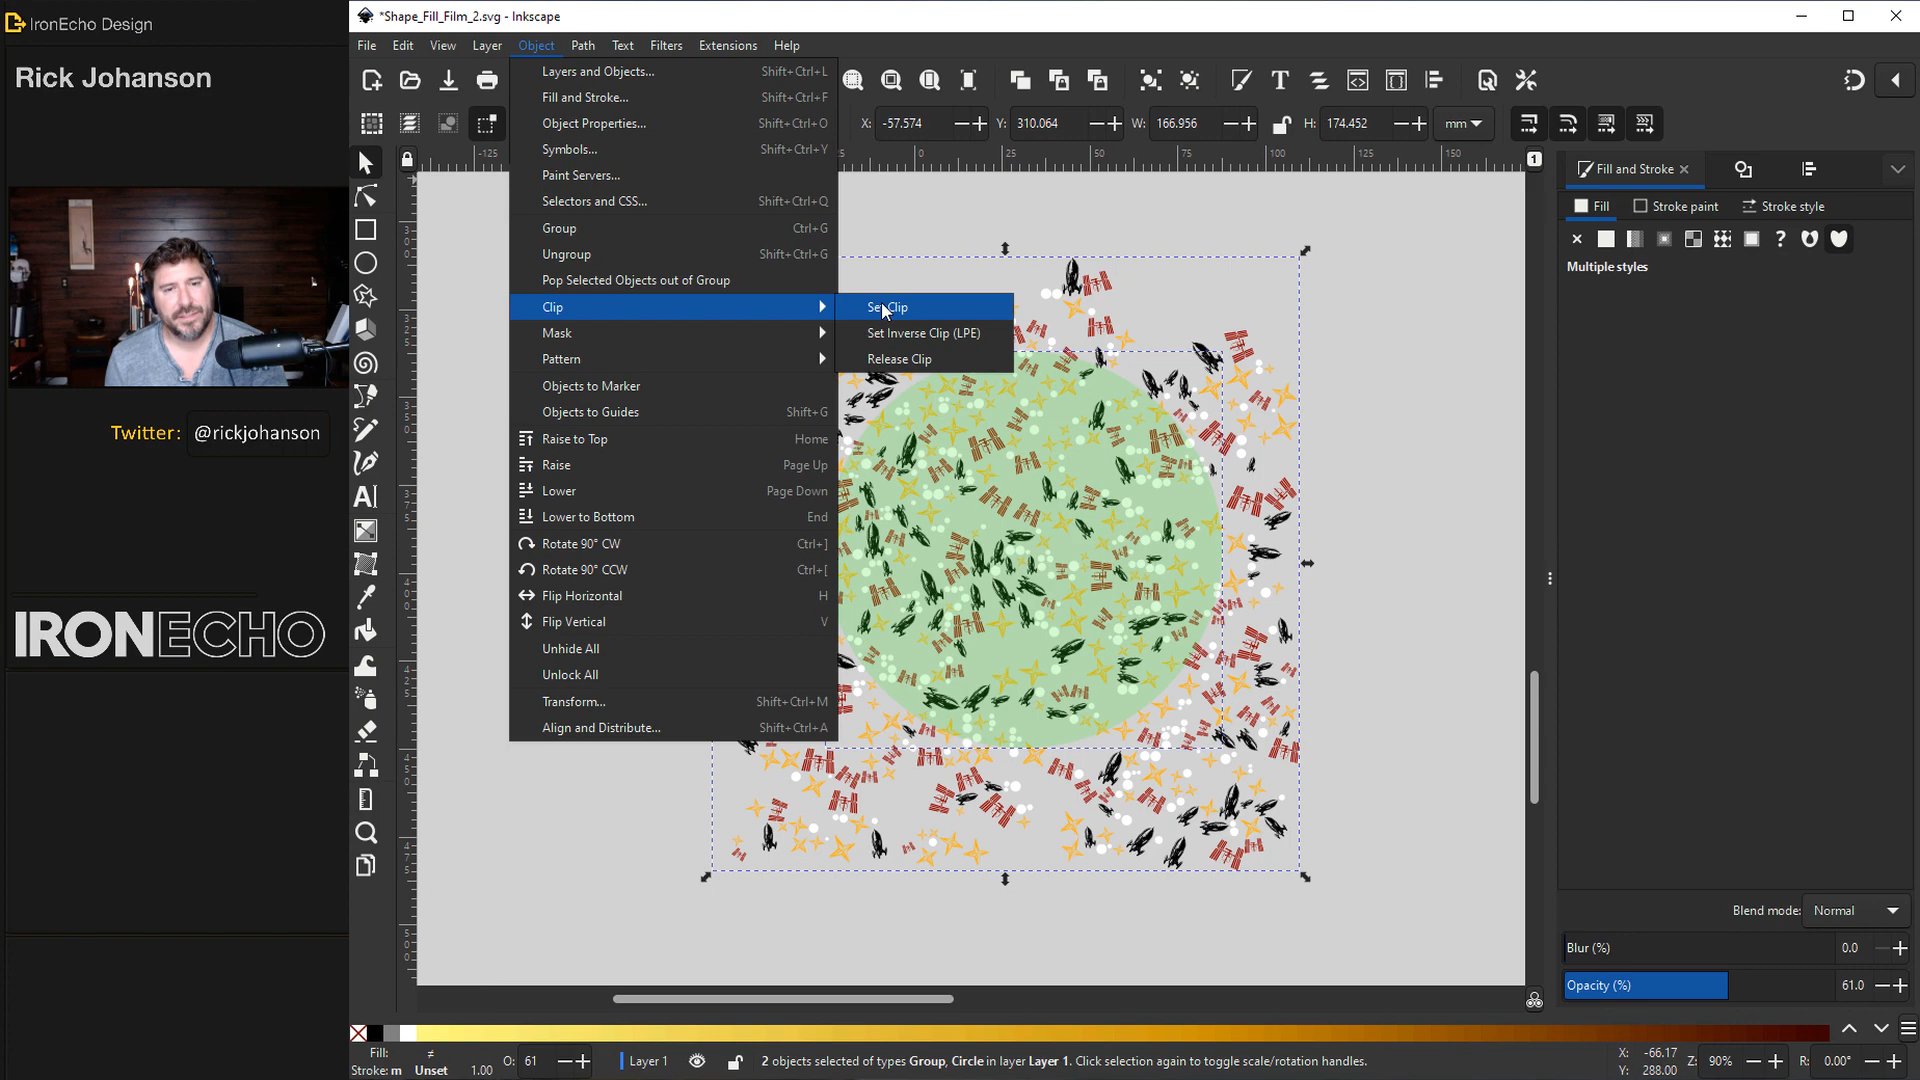 IronEcho Design
Rick Johanson
Twitter : @rickjohanson
IRONECHO
*Shape_Fill_Film_2.svg - Inkscape
File Edit View Layer Object Path Text Filters Extensions Help
X: -57.574 Y: 310.064 W: 166.956 H: 174.452 mm
Layers and Objects... Shift+Ctrl+L
Fill and Stroke... Shift+Ctrl+F
Object Properties... Shift+Ctrl+O
Symbols... Shift+Ctrl+Y
Paint Servers...
Selectors and CSS... Shift+Ctrl+Q
Group Ctrl+G
Ungroup Shift+Ctrl+G
Pop Selected Objects out of Group
Clip
Mask
Pattern
Objects to Marker
Objects to Guides Shift+G
Raise to Top Home
Raise Page Up
Lower Page Down
Lower to Bottom End
Rotate 90° CW Ctrl+]
Rotate 90° CCW Ctrl+[
Flip Horizontal H
Flip Vertical V
Unhide All
Unlock All
Transform... Shift+Ctrl+M
Align and Distribute... Shift+Ctrl+A
Set Clip
Set Inverse Clip (LPE)
Release Clip
-125 0 25 50 75 100 125 150
1
Fill and Stroke
Fill Stroke paint Stroke style
Multiple styles
Blend mode: Normal
Blur (%) 0.0
Opacity (%) 61.0
Fill: ≠
Stroke: m Unset 1.00
O: 61
Layer 1
2 objects selected of types Group, Circle in layer Layer 1. Click selection again to toggle scale/rotation handles.
X: -66.17
Y: 288.00
Z: 90%
R: 0.00°